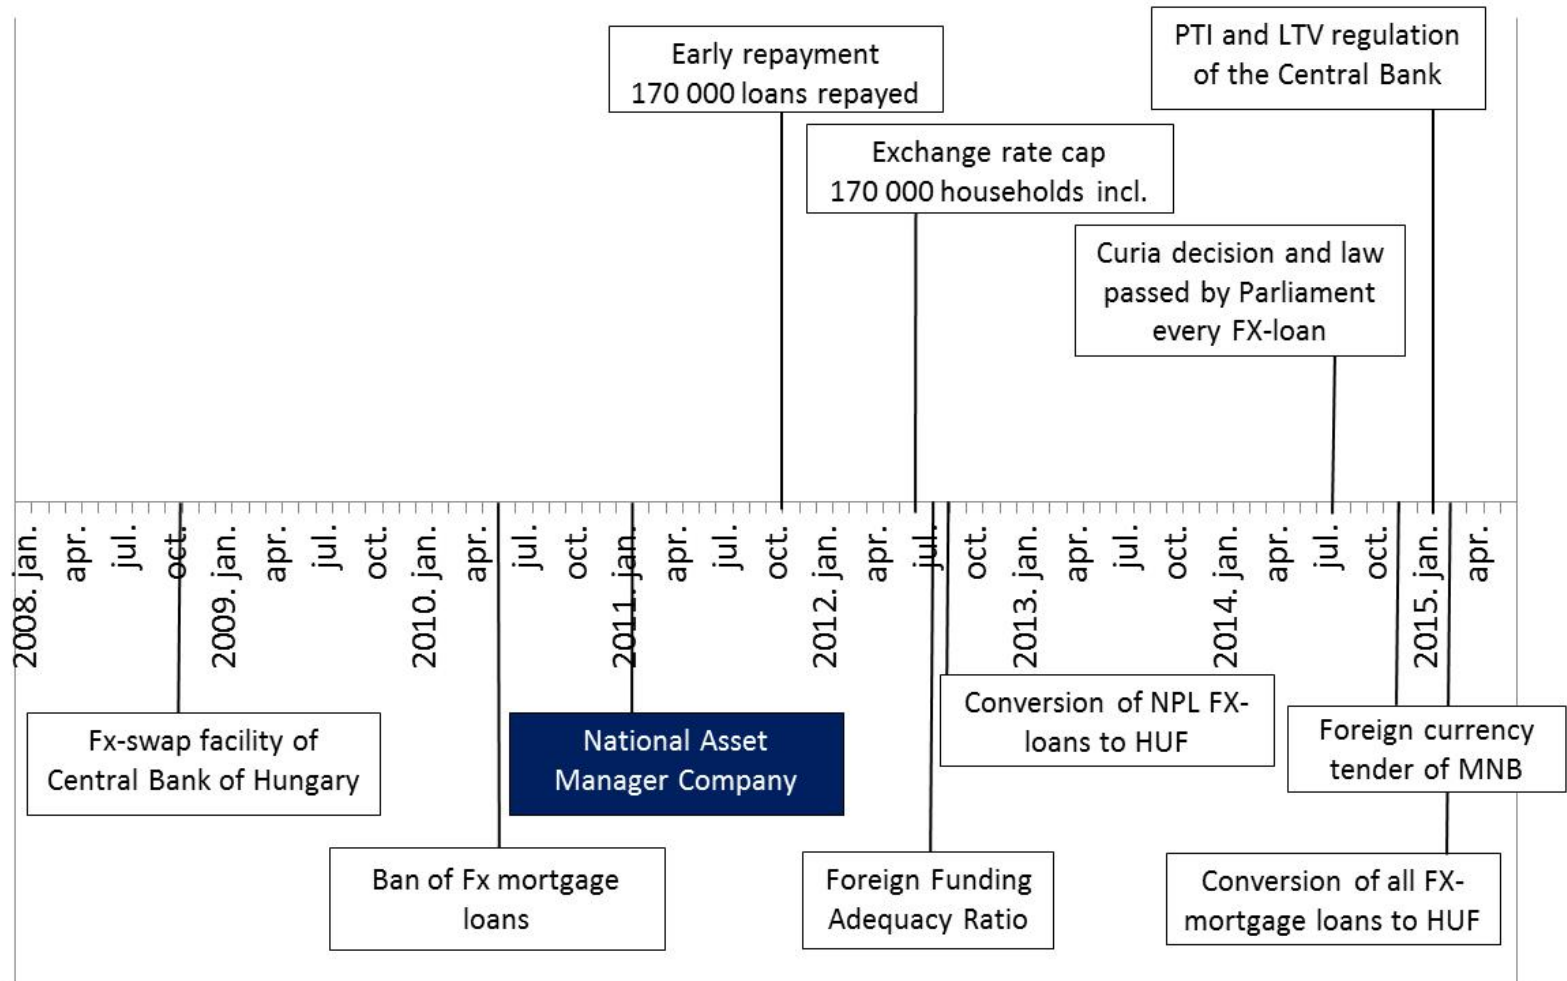 PTI and LTV regulation
of the Central Bank
Early repayment
170 000 loans repayed
Exchange rate cap
170 000 households incl.
Curia decision and law
passed by Parliament
every FX-loan
2008. jan.
apr.
jul.
oct.
2009. jan.
apr.
jul.
oct.
2010. jan.
apr.
jul.
oct.
2011. jan.
apr.
jul.
oct.
2012. jan.
apr.
jul.
oct.
2013. jan.
apr.
jul.
oct.
2014. jan.
apr.
jul.
oct.
2015. jan.
apr.
Fx-swap facility of
Central Bank of Hungary
National Asset
Manager Company
Conversion of NPL FX-
loans to HUF
Foreign currency
tender of MNB
Ban of Fx mortgage
loans
Foreign Funding
Adequacy Ratio
Conversion of all FX-
mortgage loans to HUF